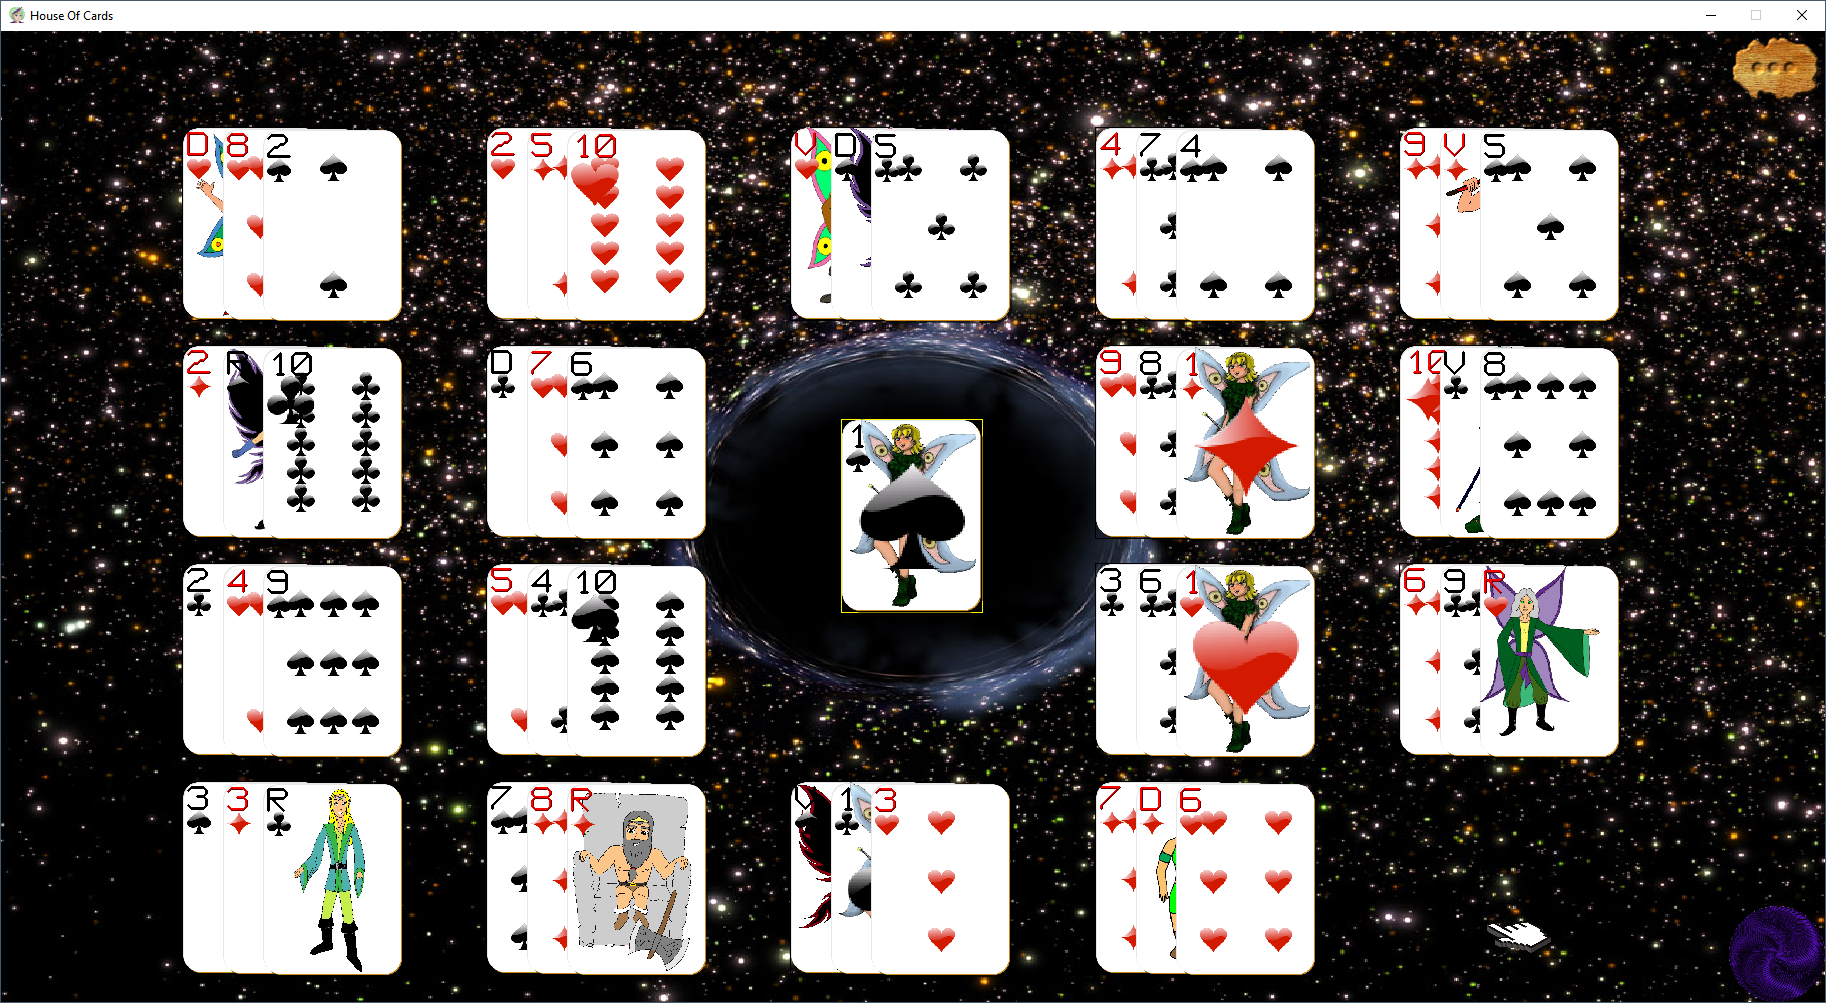 House Of Cards
D 8 2 2 5 10 V D 5 4 7 4 9 V 5
2 R 10 D 7 6 9 8 1 10 V 8
1
2 4 9 5 4 10 3 6 1 6 9 R
3 3 R 7 8 R V 1 3 7 D 6